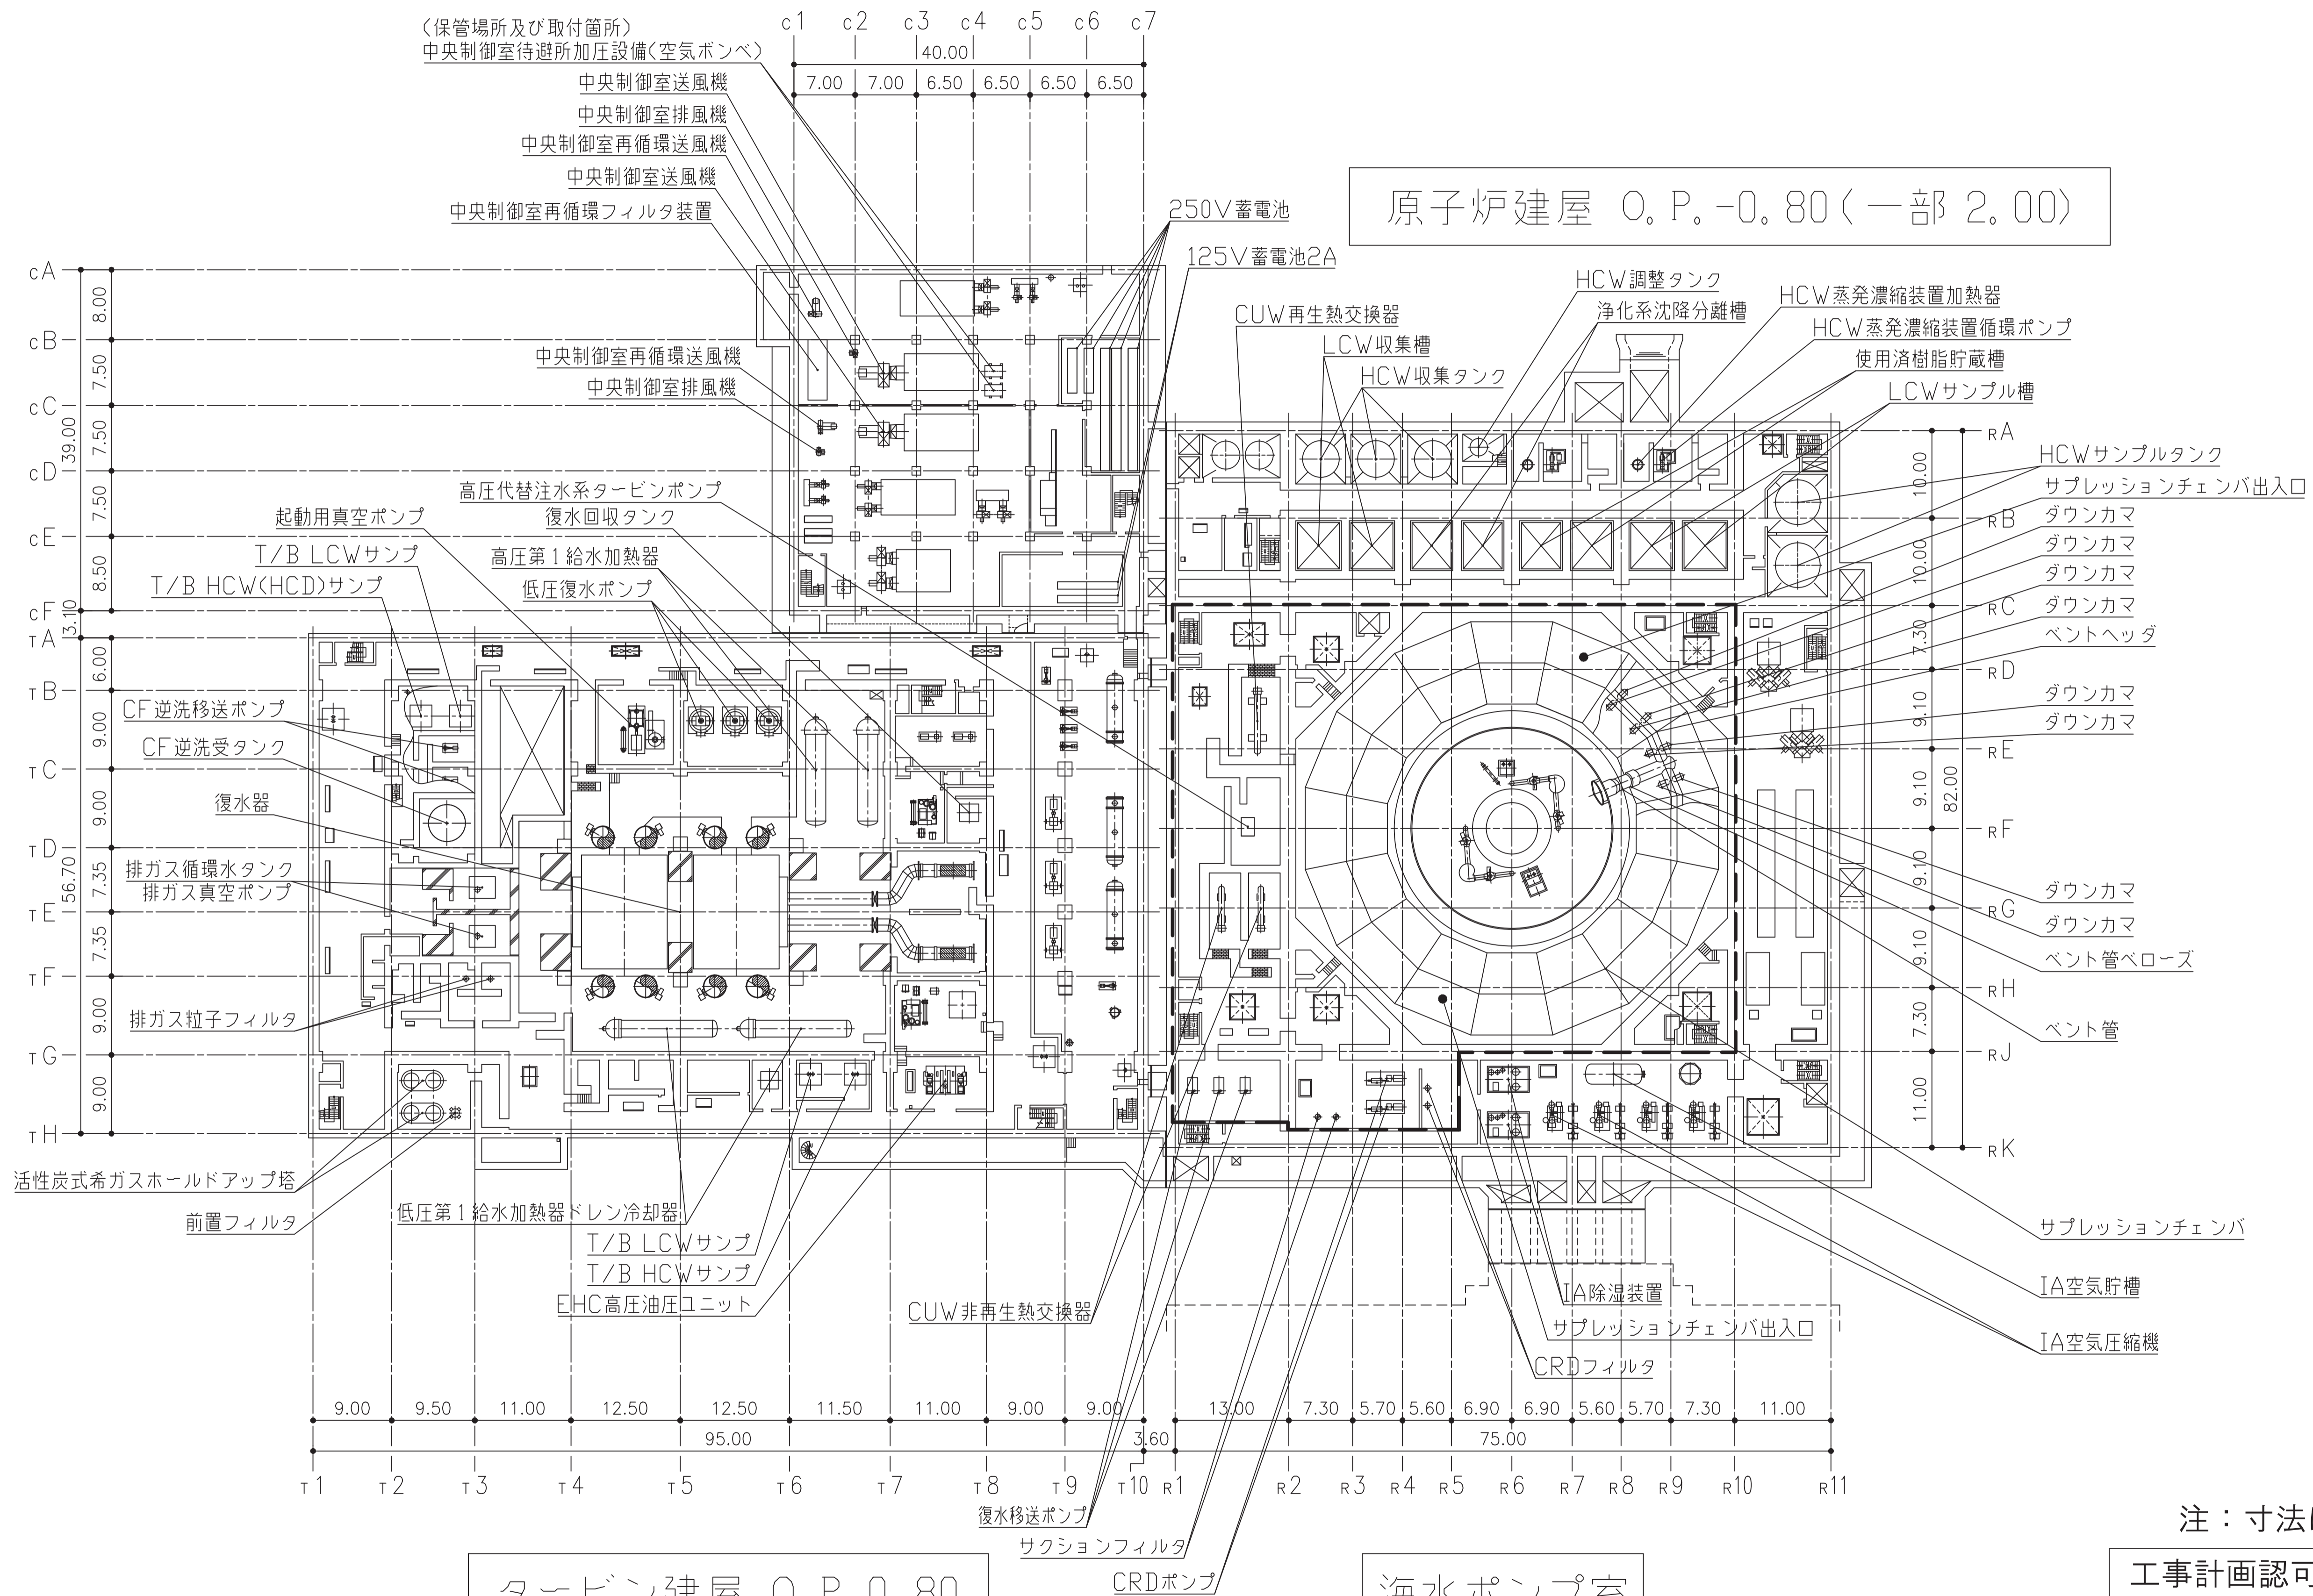 (保管場所及び取付箇所)
中央制御室待避所加圧設備(空気ボンベ)
中央制御室送風機
中央制御室排風機
中央制御室再循環送風機
中央制御室送風機
中央制御室再循環フィルタ装置
c1 c2 c3 c4 c5 c6 c7
40.00
7.00 7.00 6.50 6.50 6.50 6.50
原子炉建屋 O.P.-0.80(一部 2.00)
250V蓄電池
125V蓄電池2A
中央制御室再循環送風機
中央制御室排風機
cA
8.00
cB
7.50
cC
39.00
7.50
cD
7.50
cE
8.50
cF
3.10
TA
6.00
TB
9.00
TC
9.00
TD
56.70
7.35
TE
7.35
TF
9.00
TG
9.00
TH
高圧代替注水系タービンポンプ
起動用真空ポンプ
復水回収タンク
T/B LCWサンプ
高圧第1給水加熱器
T/B HCW(HCD)サンプ
低圧復水ポンプ
CF逆洗移送ポンプ
CF逆洗受タンク
復水器
排ガス循環水タンク
排ガス真空ポンプ
排ガス粒子フィルタ
活性炭式希ガスホールドアップ塔
前置フィルタ
低圧第1給水加熱器ドレン冷却器
T/B LCWサンプ
T/B HCWサンプ
EHC高圧油圧ユニット
CUW非再生熱交換器
HCW調整タンク
浄化系沈降分離槽
HCW蒸発濃縮装置加熱器
CUW再生熱交換器
HCW蒸発濃縮装置循環ポンプ
LCW収集槽
使用済樹脂貯蔵槽
HCW収集タンク
LCWサンプル槽
HCWサンプルタンク
サプレッションチェンバ出入口
ダウンカマ
ダウンカマ
ダウンカマ
ダウンカマ
ベントヘッダ
ダウンカマ
ダウンカマ
ダウンカマ
ダウンカマ
ベント管ベローズ
ベント管
サプレッションチェンバ
IA空気貯槽
IA空気圧縮機
RA
10.00
RB
10.00
RC
7.30
RD
9.10
RE
9.10
82.00
RF
9.10
RG
9.10
RH
7.30
RJ
11.00
RK
IA除湿装置
サプレッションチェンバ出入口
CRDフィルタ
9.00 9.50 11.00 12.50 12.50 11.50 11.00 9.00 9.00 13.00 7.30 5.70 5.60 6.90 6.90 5.60 5.70 7.30 11.00
95.00 3.60 75.00
T1 T2 T3 T4 T5 T6 T7 T8 T9 T10 R1 R2 R3 R4 R5 R6 R7 R8 R9 R10 R11
復水移送ポンプ
サクションフィルタ
CRDポンプ
タービン建屋 O.P.0.80
海水ポンプ室
注：寸法
工事計画認可